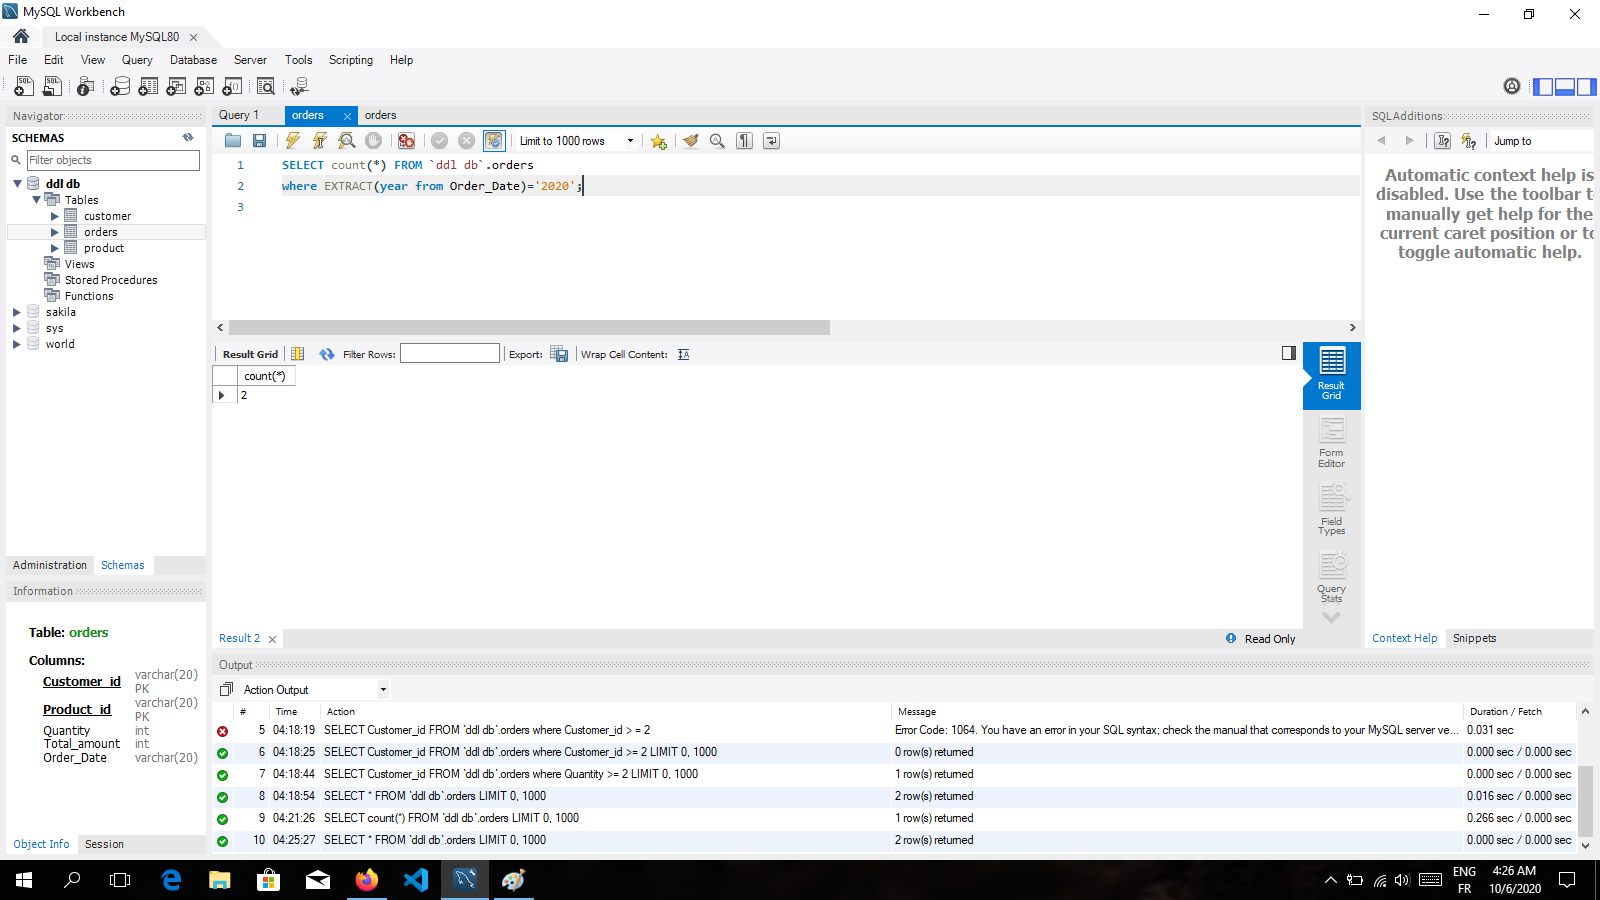 MySQL Workbench
Local instance MySQL80
File Edit View Query Database Server Tools Scripting Help
Navigator
SCHEMAS
Filter objects
ddl db
Tables
customer
orders
product
Views
Stored Procedures
Functions
sakila
sys
world
Administration Schemas
Information
Table: orders
Columns:
Customer_id varchar(20) PK
Product_id varchar(20) PK
Quantity int
Total_amount int
Order_Date varchar(20)
Object Info Session
Query 1 orders orders
Limit to 1000 rows
1 SELECT count(*) FROM `ddl db`.orders
2 where EXTRACT(year from Order_Date)='2020';
3
Result Grid Filter Rows: Export: Wrap Cell Content:
count(*)
2
Result Grid
Form Editor
Field Types
Query Stats
Result 2 Read Only
SQLAdditions
Jump to
Automatic context help is
disabled. Use the toolbar t
manually get help for the
current caret position or to
toggle automatic help.
Context Help Snippets
Output
Action Output
# Time Action Message Duration / Fetch
5 04:18:19 SELECT Customer_id FROM `ddl db`.orders where Customer_id > = 2 Error Code: 1064. You have an error in your SQL syntax; check the manual that corresponds to your MySQL server ve... 0.031 sec
6 04:18:25 SELECT Customer_id FROM `ddl db`.orders where Customer_id >= 2 LIMIT 0, 1000 0 row(s) returned 0.000 sec / 0.000 sec
7 04:18:44 SELECT Customer_id FROM `ddl db`.orders where Quantity >= 2 LIMIT 0, 1000 1 row(s) returned 0.000 sec / 0.000 sec
8 04:18:54 SELECT * FROM `ddl db`.orders LIMIT 0, 1000 2 row(s) returned 0.016 sec / 0.000 sec
9 04:21:26 SELECT count(*) FROM `ddl db`.orders LIMIT 0, 1000 1 row(s) returned 0.266 sec / 0.000 sec
10 04:25:27 SELECT * FROM `ddl db`.orders LIMIT 0, 1000 2 row(s) returned 0.000 sec / 0.000 sec
ENG
FR
4:26 AM
10/6/2020